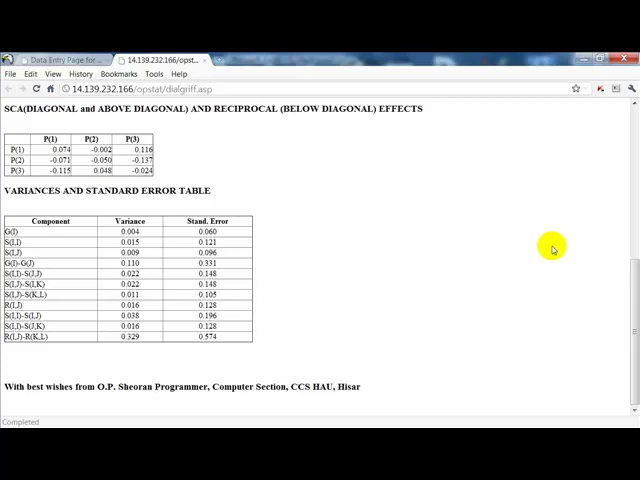 Data Entry Page for ...
14.139.232.166/opst...
File Edit View History Bookmarks Tools Help
14.139.232.166/opstat/dialgriff.asp
SCA(DIAGONAL and ABOVE DIAGONAL) AND RECIPROCAL (BELOW DIAGONAL) EFFECTS
P(1) P(2) P(3)
P(1) 0.074 -0.002 0.116
P(2) -0.071 -0.050 -0.137
P(3) -0.115 0.048 -0.024
VARIANCES AND STANDARD ERROR TABLE
Component Variance Stand. Error
G(I) 0.004 0.060
S(I,I) 0.015 0.121
S(I,J) 0.009 0.096
G(I)-G(J) 0.110 0.331
S(I,I)-S(J,J) 0.022 0.148
S(I,J)-S(I,K) 0.022 0.148
S(I,J)-S(K,L) 0.011 0.105
R(I,J) 0.016 0.128
S(I,I)-S(I,J) 0.038 0.196
S(I,I)-S(J,K) 0.016 0.128
R(I,J)-R(K,L) 0.329 0.574
With best wishes from O.P. Sheoran Programmer, Computer Section, CCS HAU, Hisar
Completed